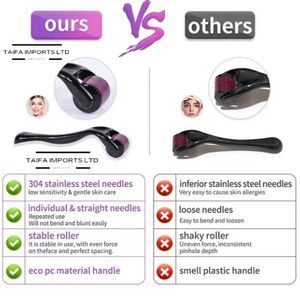 ours
VS
others
TAIFA IMPORTS LTD
TAIFA IMPORTS LTD
304 stainless steel needles
low sensitivity & gentle skin care
individual & straight needles
Repeated use
Will not bend and blunt easily
stable roller
It is stable in use, with even force
on theface and perfect spacing.
eco pc material handle
inferior stainless steel needles
Very easy to cause skin allergies
loose needles
Easy to bend and loosen
shaky roller
Uneven force, inconsistent
pinhole depth
smell plastic handle